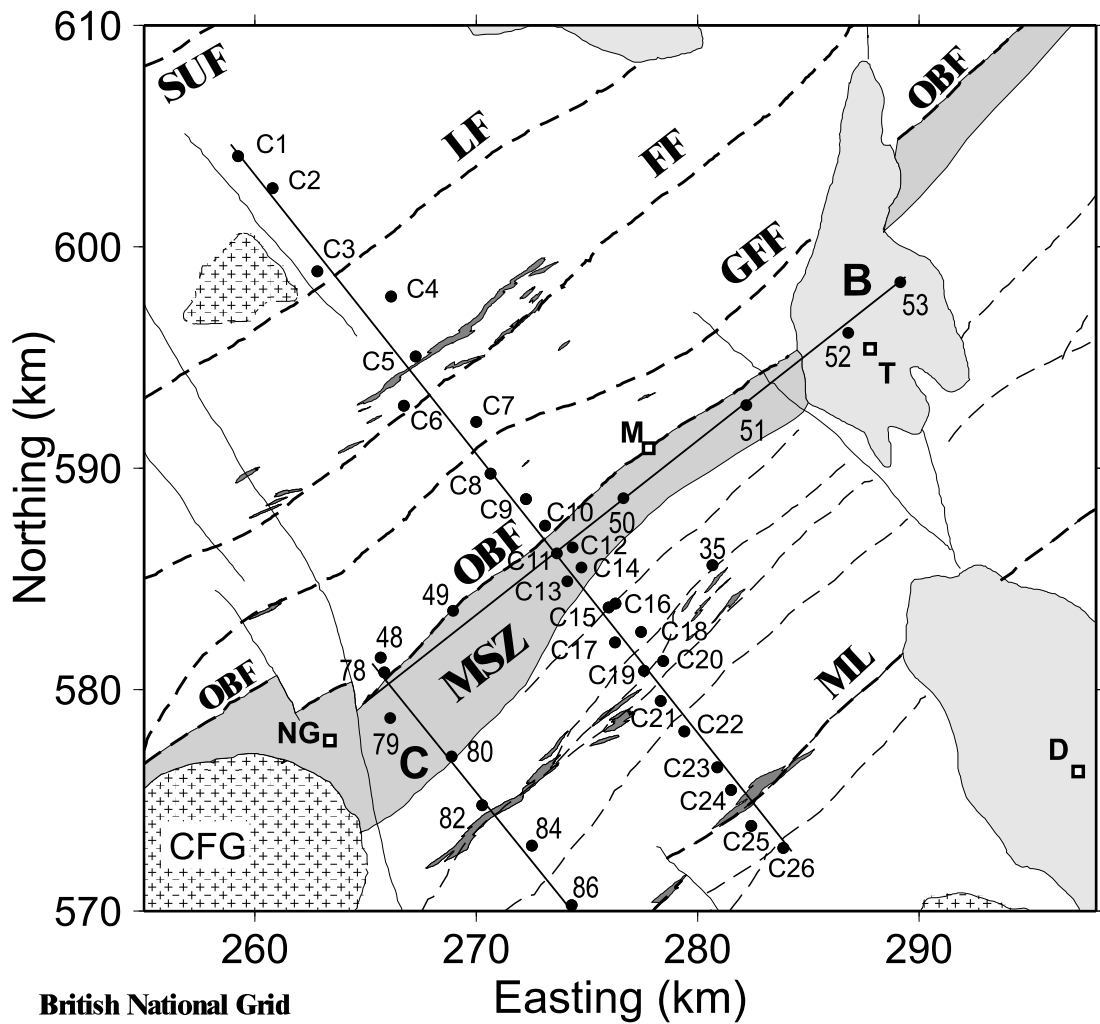 610
SUF
LF
FF
OBF
C1
C2
600
C3
C4
GFF
B
53
52
T
C5
C6
C7
51
M
590
C8
C9
C10
50
OBF
C11
C12
C14
C13
35
49
C15
C16
C17
C18
48
78
MSZ
C19
C20
ML
580
OBF
NG
79
C
80
C21
C22
D
C23
C24
82
84
CFG
C25
C26
86
570
260
270
280
290
Northing (km)
Easting (km)
British National Grid